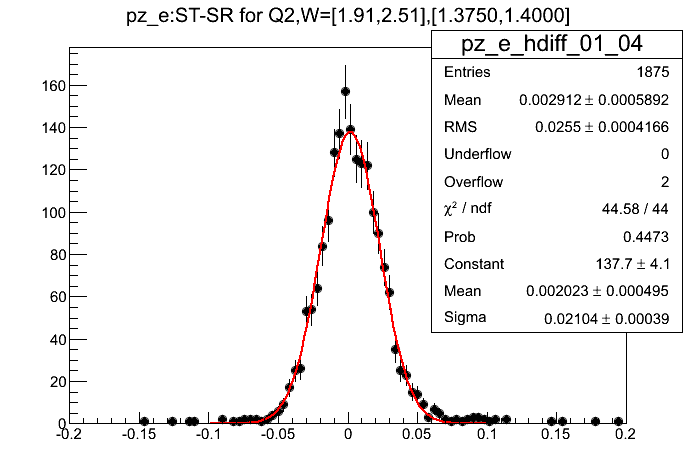 pz_e:ST-SR for Q2,W=[1.91,2.51],[1.3750,1.4000]
pz_e_hdiff_01_04
Entries 1875
Mean 0.002912 ± 0.0005892
RMS 0.0255 ± 0.0004166
Underflow 0
Overflow 2
χ² / ndf 44.58 / 44
Prob 0.4473
Constant 137.7 ± 4.1
Mean 0.002023 ± 0.000495
Sigma 0.02104 ± 0.00039
160
140
120
100
80
60
40
20
0
-0.2 -0.15 -0.1 -0.05 0 0.05 0.1 0.15 0.2